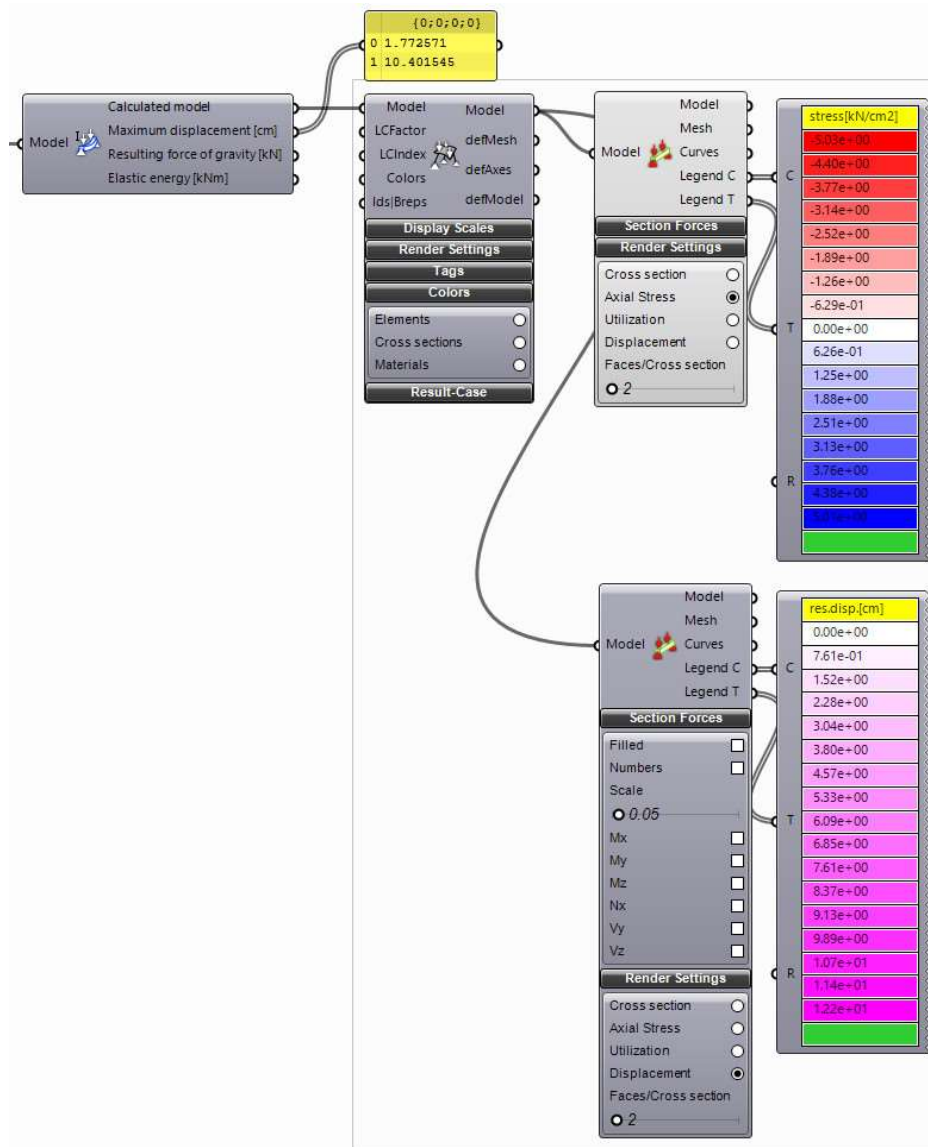 {0;0;0;0}
0 1.772571
1 10.401545
Model
Calculated model
Maximum displacement [cm]
Resulting force of gravity [kN]
Elastic energy [kNm]
Model
LCFactor
LCIndex
Colors
Ids|Breps
Model
defMesh
defAxes
defModel
Display Scales
Render Settings
Tags
Colors
Elements
Cross sections
Materials
Result-Case
Model
Model
Mesh
Curves
Legend C
Legend T
Section Forces
Render Settings
Cross section
Axial Stress
Utilization
Displacement
Faces/Cross section
2
C
T
R
stress[kN/cm2]
-5.03e+00
-4.40e+00
-3.77e+00
-3.14e+00
-2.52e+00
-1.89e+00
-1.26e+00
-6.29e-01
0.00e+00
6.26e-01
1.25e+00
1.88e+00
2.51e+00
3.13e+00
3.76e+00
4.38e+00
5.01e+00
Model
Model
Mesh
Curves
Legend C
Legend T
Section Forces
Filled
Numbers
Scale
0.05
Mx
My
Mz
Nx
Vy
Vz
Render Settings
Cross section
Axial Stress
Utilization
Displacement
Faces/Cross section
2
C
T
R
res.disp.[cm]
0.00e+00
7.61e-01
1.52e+00
2.28e+00
3.04e+00
3.80e+00
4.57e+00
5.33e+00
6.09e+00
6.85e+00
7.61e+00
8.37e+00
9.13e+00
9.89e+00
1.07e+01
1.14e+01
1.22e+01